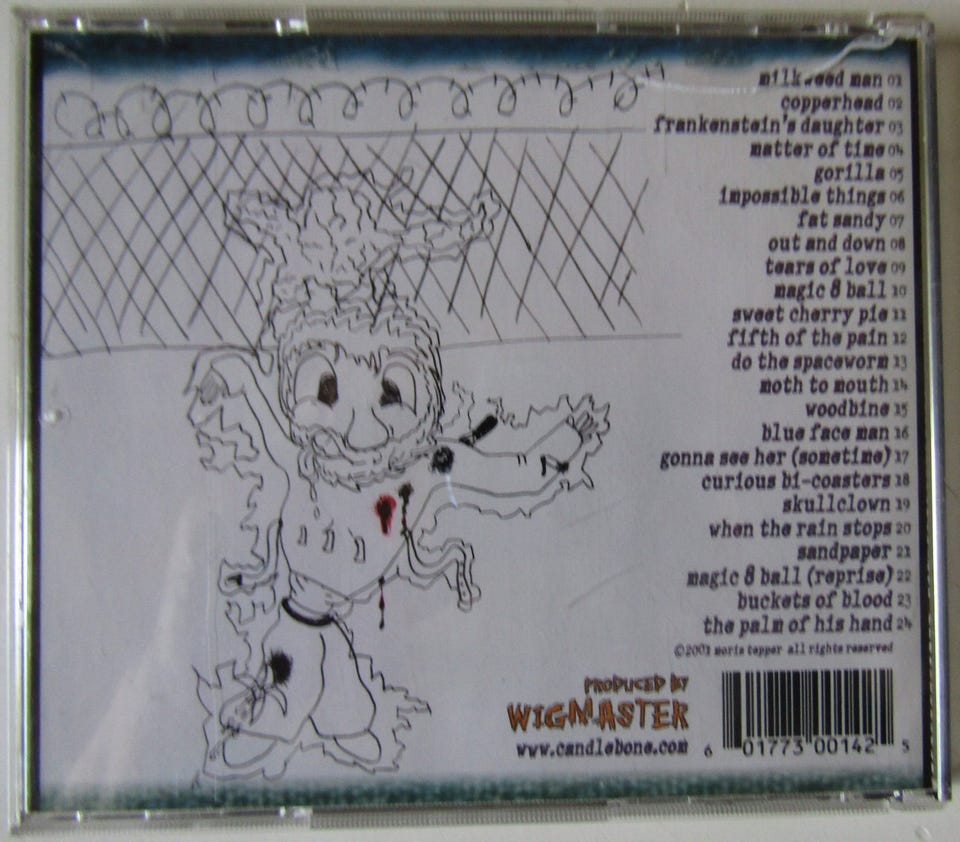 milkweed man 01
copperhead 02
frankenstein's daughter 03
matter of time 04
gorilla 05
impossible things 06
fat sandy 07
out and down 08
tears of love 09
magic 8 ball 10
sweet cherry pie 11
fifth of the pain 12
do the spaceworm 13
moth to mouth 14
woodbine 15
blue face man 16
gonna see her (sometime) 17
curious bi-coasters 18
skullclown 19
when the rain stops 20
sandpaper 21
magic 8 ball (reprise) 22
buckets of blood 23
the palm of his hand 24
©2003 moris tepper all rights reserved
PRODUCED BY
WIGMASTER
www.candlebone.com
6 01773 00142 5